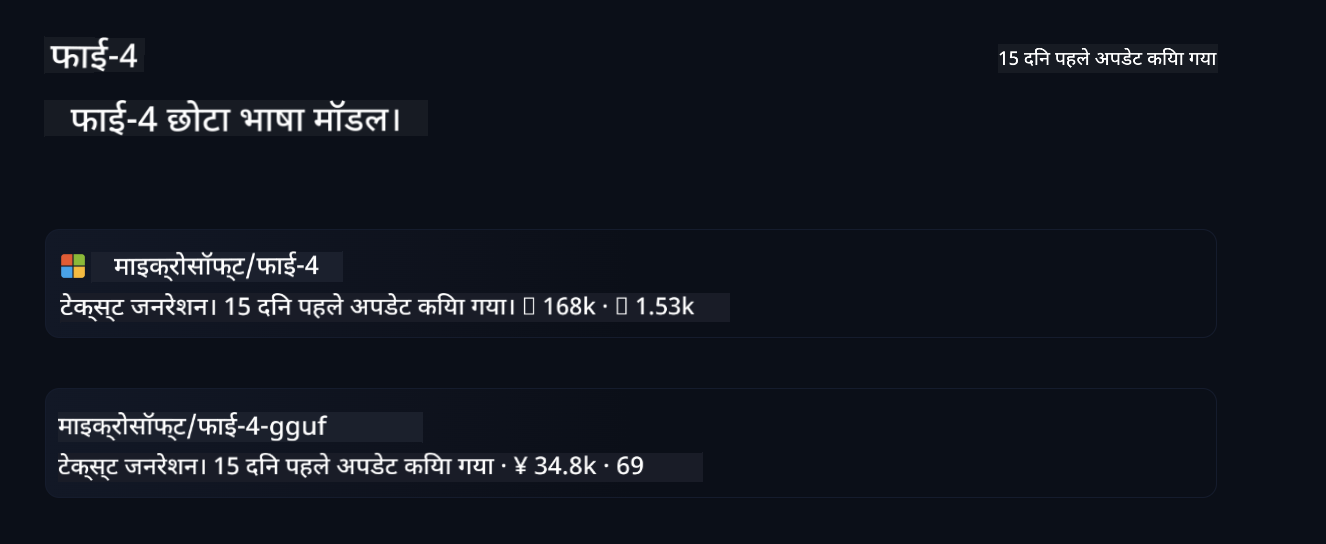 फाई-4
15 दिन पहले अपडेट किया गया
फाई-4 छोटा भाषा मॉडल।
माइक्रोसॉफ्ट/फाई-4
टेक्स्ट जनरेशन। 15 दिन पहले अपडेट किया गया। 168k · 1.53k
माइक्रोसॉफ्ट/फाई-4-gguf
टेक्स्ट जनरेशन। 15 दिन पहले अपडेट किया गया · ¥ 34.8k · 69